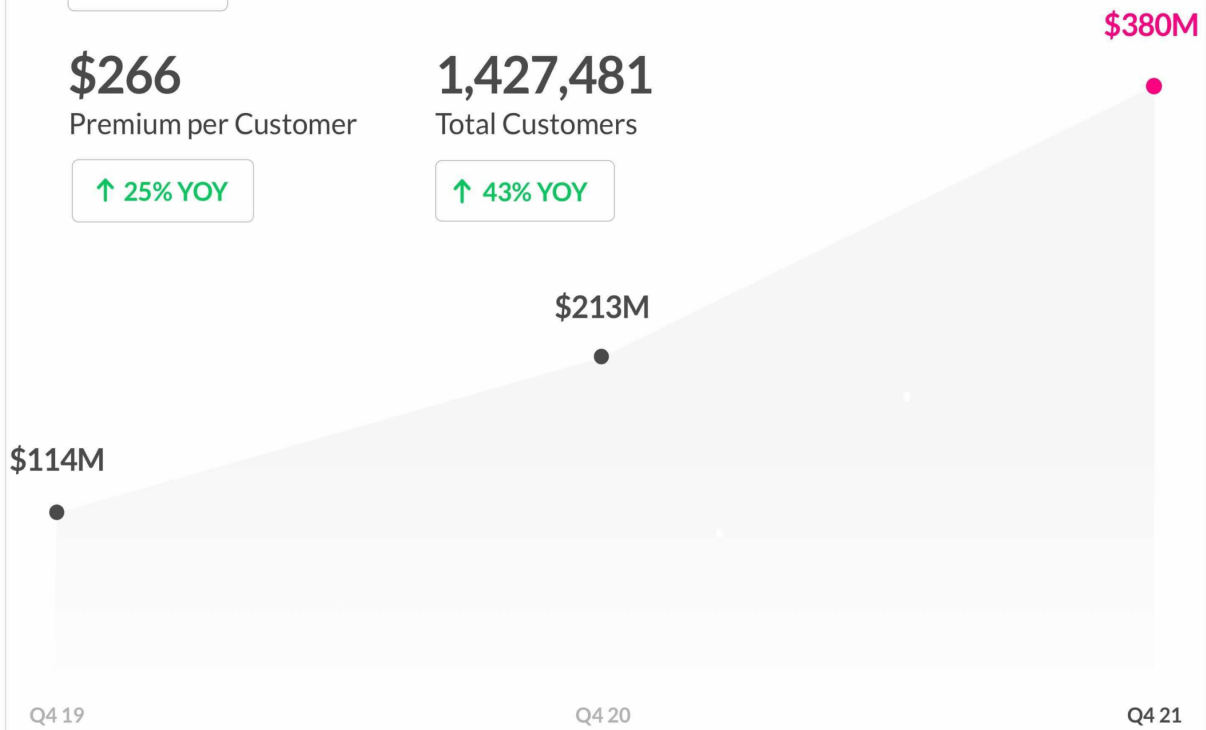 $380M
$266
1,427,481
Premium per Customer
Total Customers
↑ 25% YOY
↑ 43% YOY
$213M
$114M
Q4 19
Q4 20
Q4 21